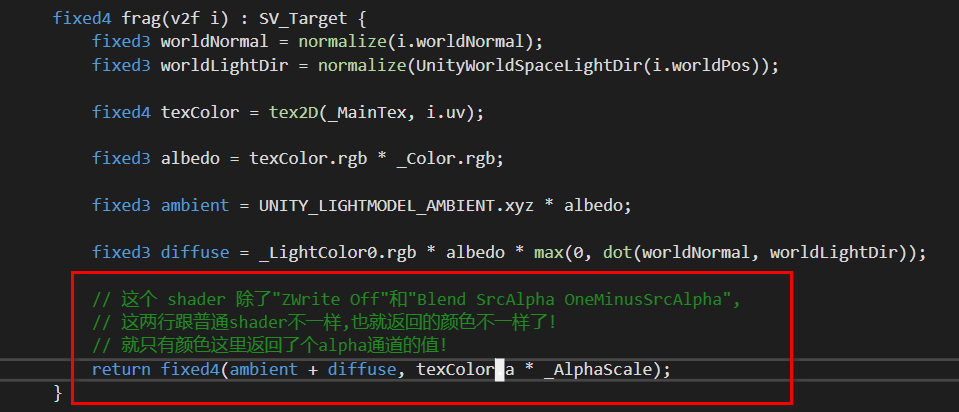 fixed4 frag(v2f i) : SV_Target {
fixed3 worldNormal = normalize(i.worldNormal);
fixed3 worldLightDir = normalize(UnityWorldSpaceLightDir(i.worldPos));
fixed4 texColor = tex2D(_MainTex, i.uv);
fixed3 albedo = texColor.rgb * _Color.rgb;
fixed3 ambient = UNITY_LIGHTMODEL_AMBIENT.xyz * albedo;
fixed3 diffuse = _LightColor0.rgb * albedo * max(0, dot(worldNormal, worldLightDir));
// 这个 shader 除了"ZWrite Off"和"Blend SrcAlpha OneMinusSrcAlpha",
// 这两行跟普通shader不一样,也就返回的颜色不一样了!
// 就只有颜色这里返回了个alpha通道的值!
return fixed4(ambient + diffuse, texColor.a * _AlphaScale);
}